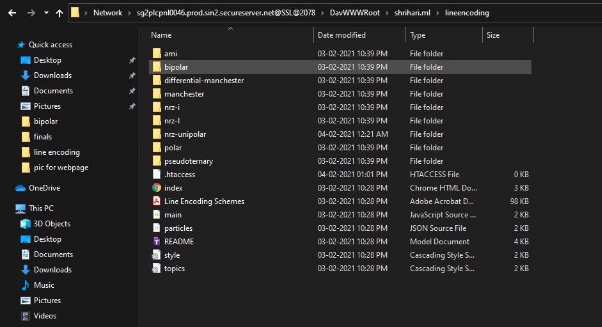 Network > sg2plcpnl0046.prod.sin2.secureserver.net@SSL@2078 > DavWWWRoot > shrihari.ml > lineencoding
Name Date modified Type Size
Quick access
Desktop
Downloads
Documents
Pictures
bipolar
finals
line encoding
pic for webpage
OneDrive
This PC
3D Objects
Desktop
Documents
Downloads
Music
Pictures
Videos
ami 03-02-2021 10:39 PM File folder
bipolar 03-02-2021 10:39 PM File folder
differential-manchester 03-02-2021 10:39 PM File folder
manchester 03-02-2021 10:39 PM File folder
nrz-i 03-02-2021 10:39 PM File folder
nrz-l 03-02-2021 10:39 PM File folder
nrz-unipolar 04-02-2021 12:21 AM File folder
polar 03-02-2021 10:39 PM File folder
pseudoternary 03-02-2021 10:39 PM File folder
.htaccess 04-02-2021 01:01 PM HTACCESS File 0 KB
index 03-02-2021 10:28 PM Chrome HTML Do... 3 KB
Line Encoding Schemes 03-02-2021 10:28 PM Adobe Acrobat D... 98 KB
main 03-02-2021 10:28 PM JavaScript Source ... 2 KB
particles 03-02-2021 10:28 PM JSON Source File 2 KB
README 03-02-2021 10:28 PM Model Document 4 KB
style 03-02-2021 10:28 PM Cascading Style S... 2 KB
topics 03-02-2021 10:28 PM Cascading Style S... 2 KB